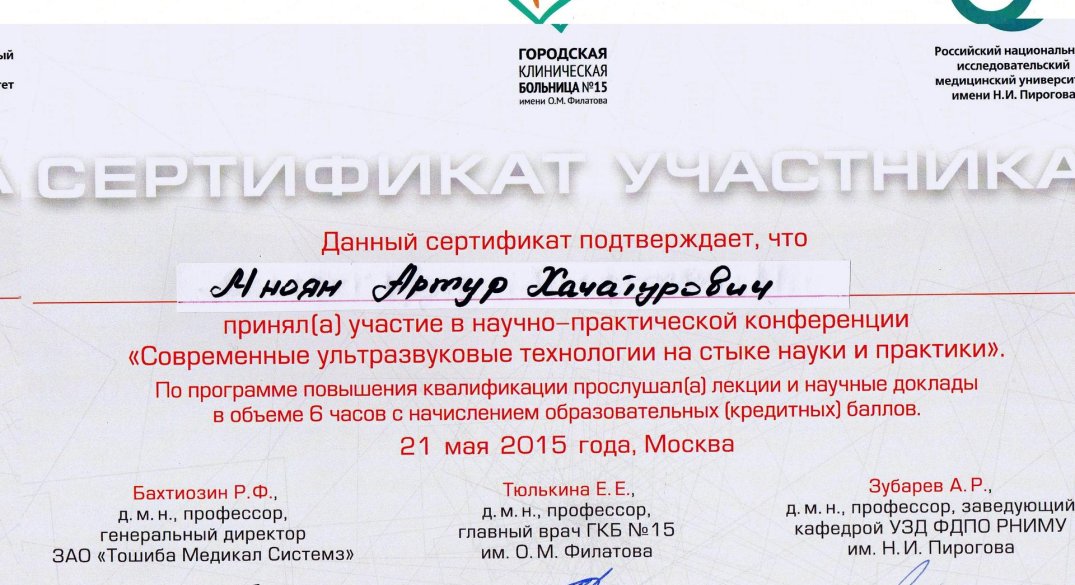 ый
тет
ГОРОДСКАЯ
КЛИНИЧЕСКАЯ
БОЛЬНИЦА №15
имени О.М. Филатова
Российский националь
исследовательский
медицинский универси
имени Н.И. Пирогова
А СЕРТИФИКАТ УЧАСТНИКА
Данный сертификат подтверждает, что
Мноян Артур Хачатурович
принял(а) участие в научно–практической конференции
«Современные ультразвуковые технологии на стыке науки и практики».
По программе повышения квалификации прослушал(а) лекции и научные доклады
в объеме 6 часов с начислением образовательных (кредитных) баллов.
21 мая 2015 года, Москва
Бахтиозин Р.Ф.,
д. м. н., профессор,
генеральный директор
ЗАО «Тошиба Медикал Системз»
Тюлькина Е. Е.,
д. м. н., профессор,
главный врач ГКБ №15
им. О. М. Филатова
Зубарев А. Р.,
д. м. н., профессор, заведующий
кафедрой УЗД ФДПО РНИМУ
им. Н. И. Пирогова